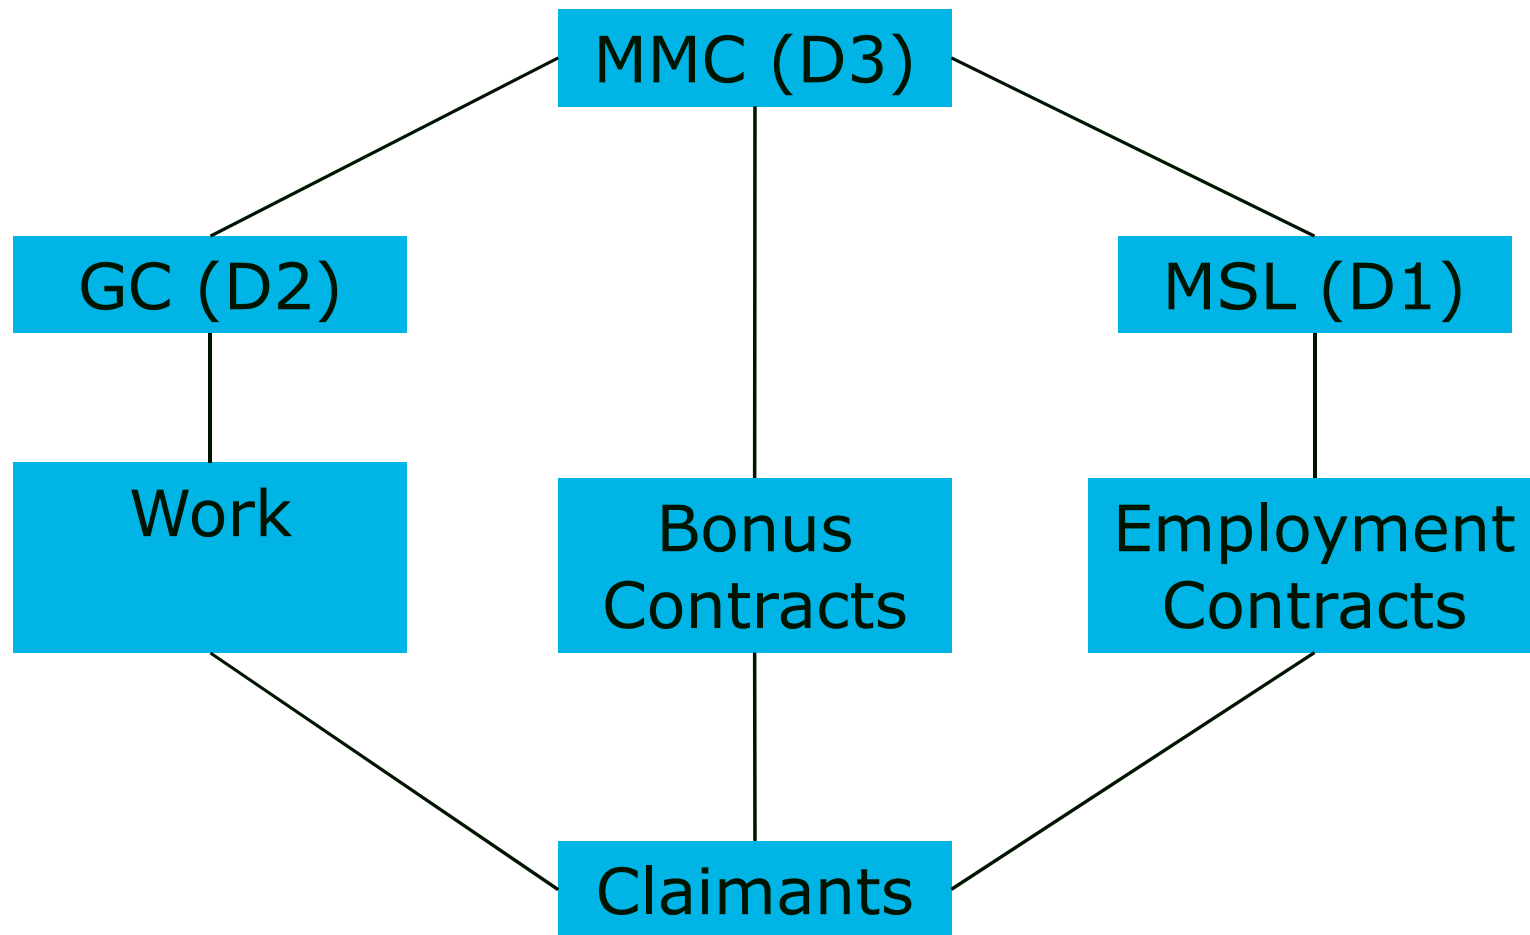 MMC (D3)
GC (D2)
MSL (D1)
Work
Bonus
Contracts
Employment
Contracts
Claimants